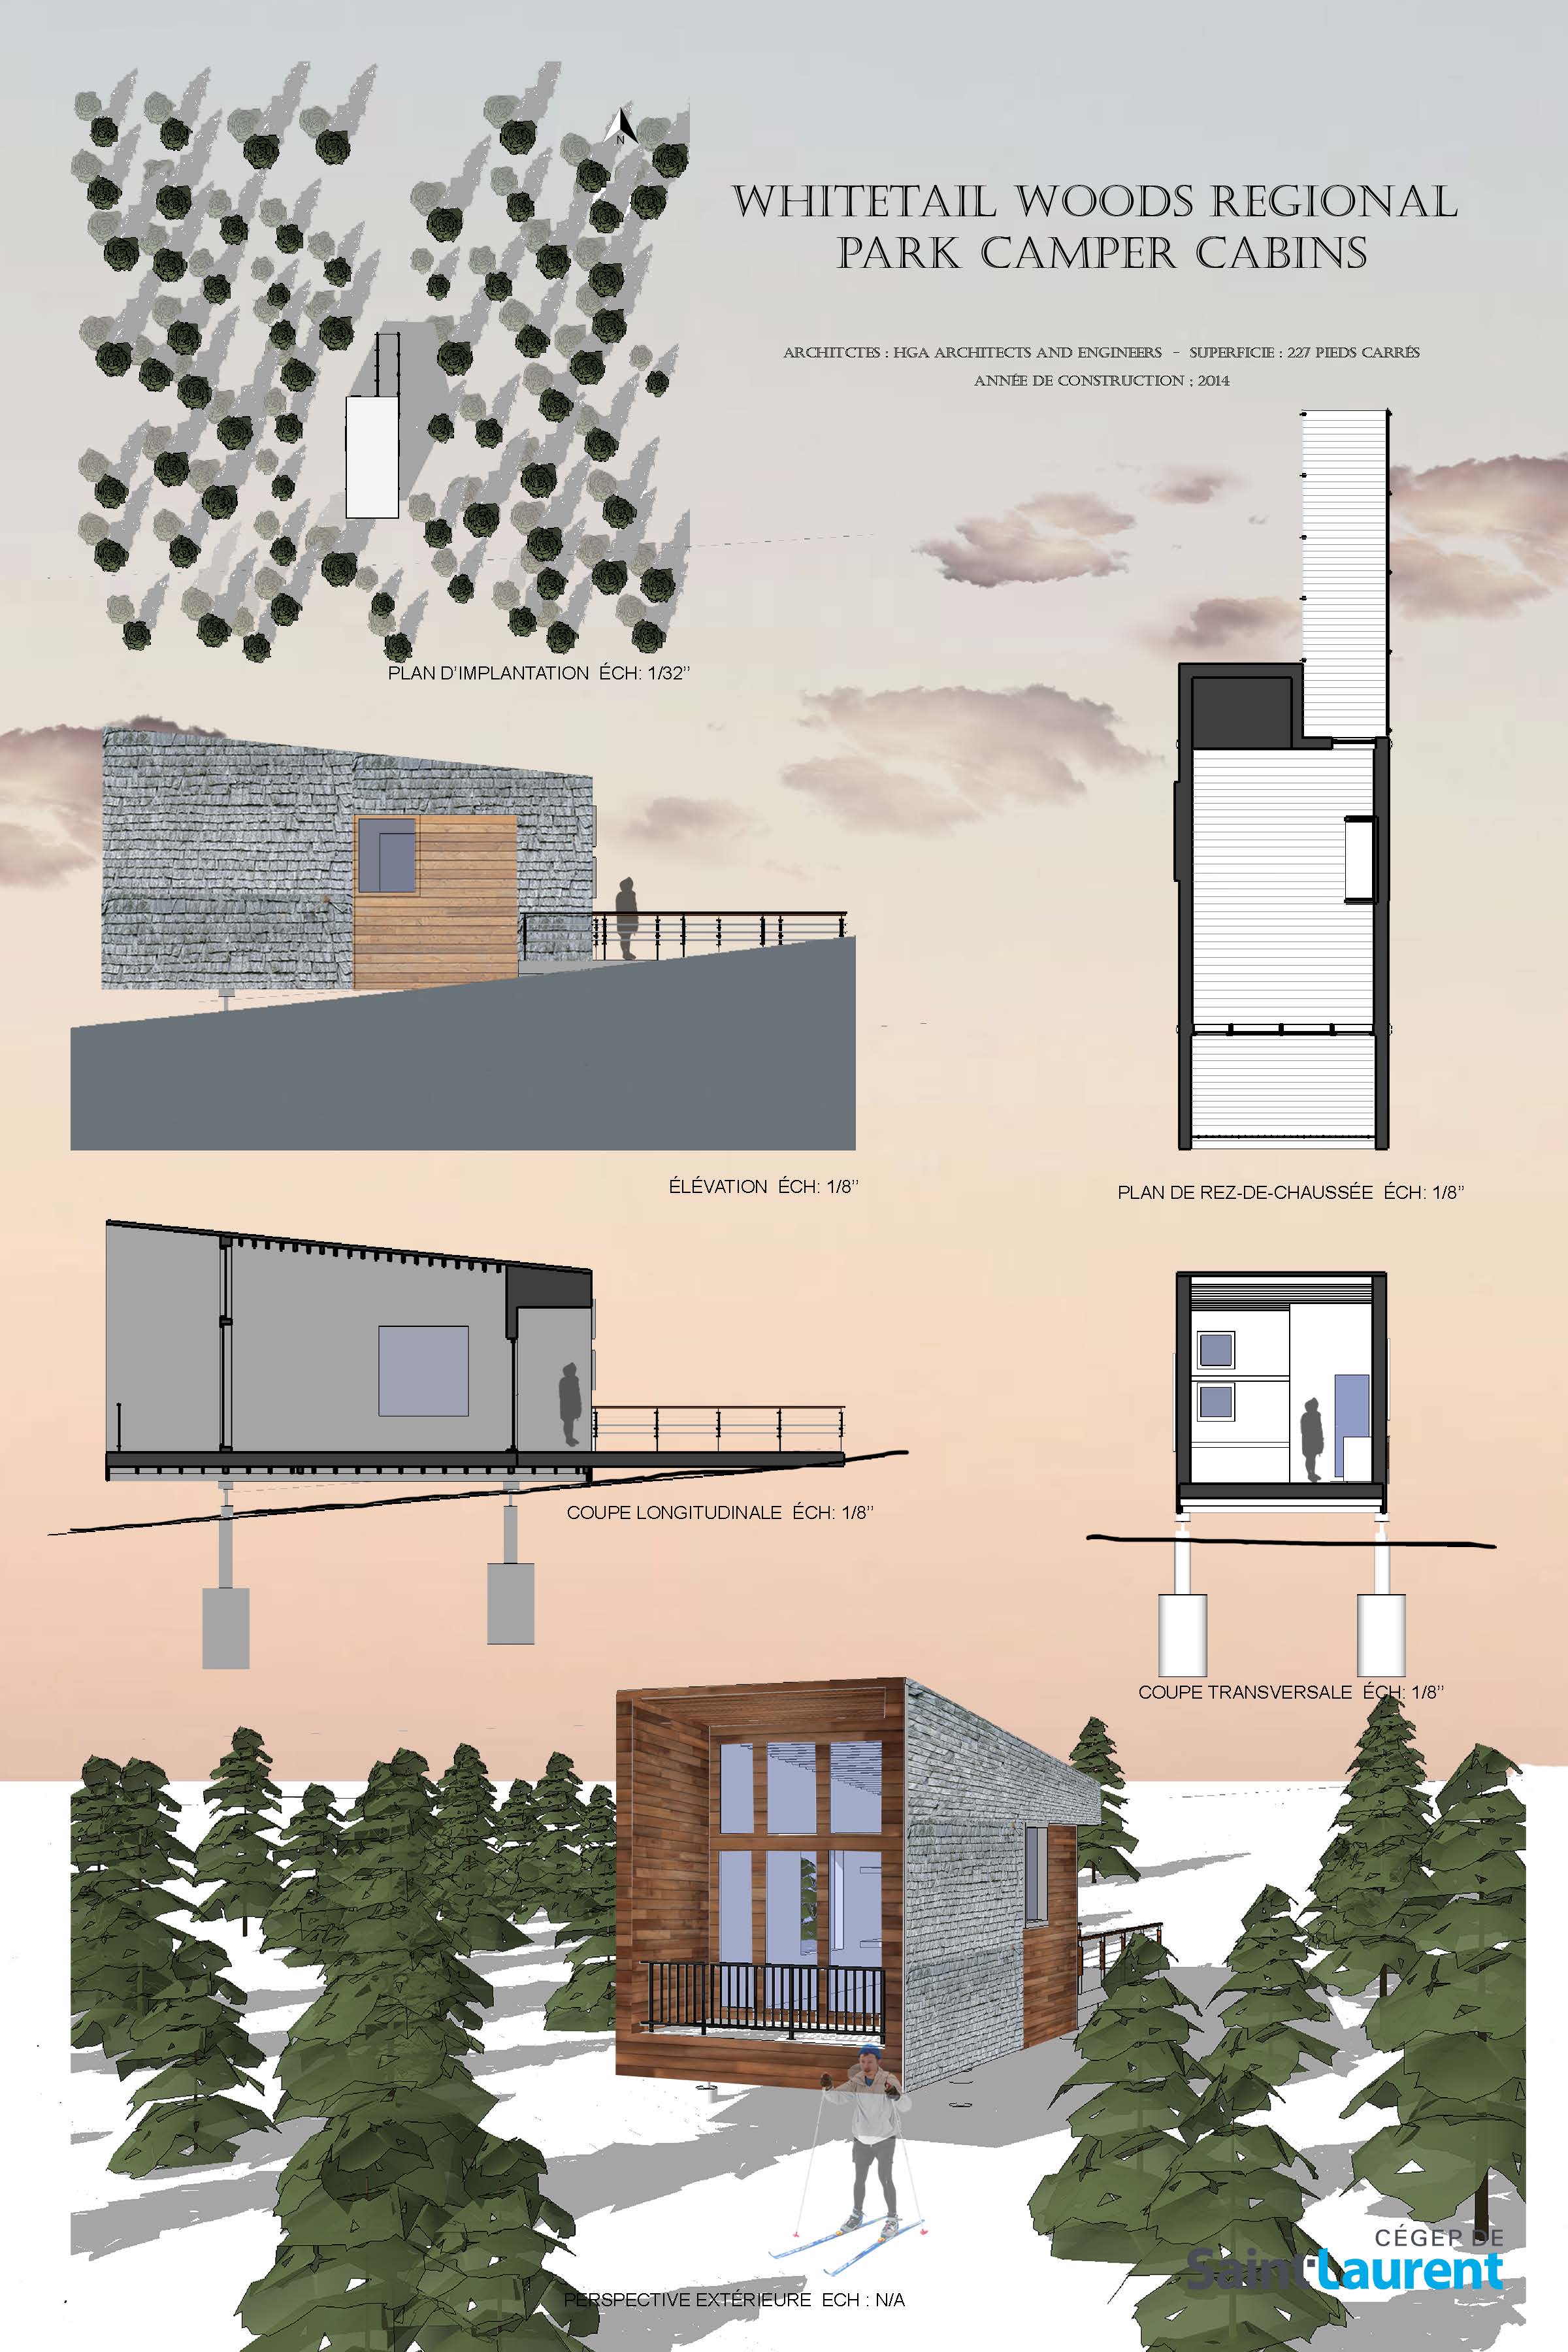 N
WHITETAIL WOODS REGIONAL
PARK CAMPER CABINS
ARCHITCTES : HGA ARCHITECTS AND ENGINEERS - SUPERFICIE : 227 PIEDS CARRÉS
ANNÉE DE CONSTRUCTION : 2014
PLAN D'IMPLANTATION ÉCH: 1/32''
ÉLÉVATION ÉCH: 1/8''
PLAN DE REZ-DE-CHAUSSÉE ÉCH: 1/8''
COUPE LONGITUDINALE ÉCH: 1/8''
COUPE TRANSVERSALE ÉCH: 1/8''
CÉGEP DE
Saint-Laurent
PERSPECTIVE EXTÉRIEURE ECH : N/A